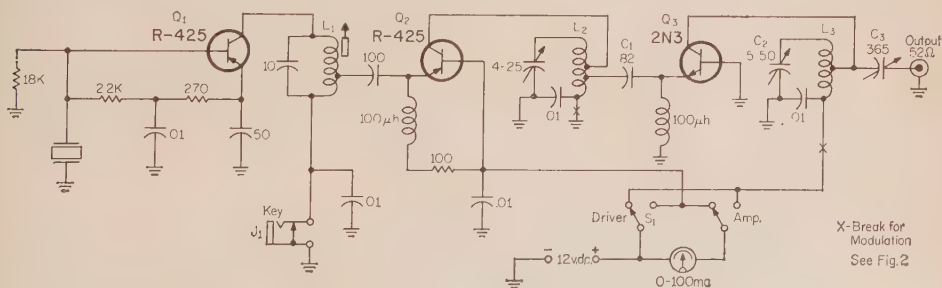 Q1
R-425
18K
2.2K
270
.01
50
L1
10
Key
J1
.01
100
Q2
R-425
100µh
100
.01
L2
4-25
.01
C1
82
Q3
2N3
100µh
C2
5-50
L3
.01
C3
365
Output
52Ω
Driver
S1
Amp.
- 12v.d.c. +
0-100ma
X
X
X-Break for
Modulation
See Fig. 2